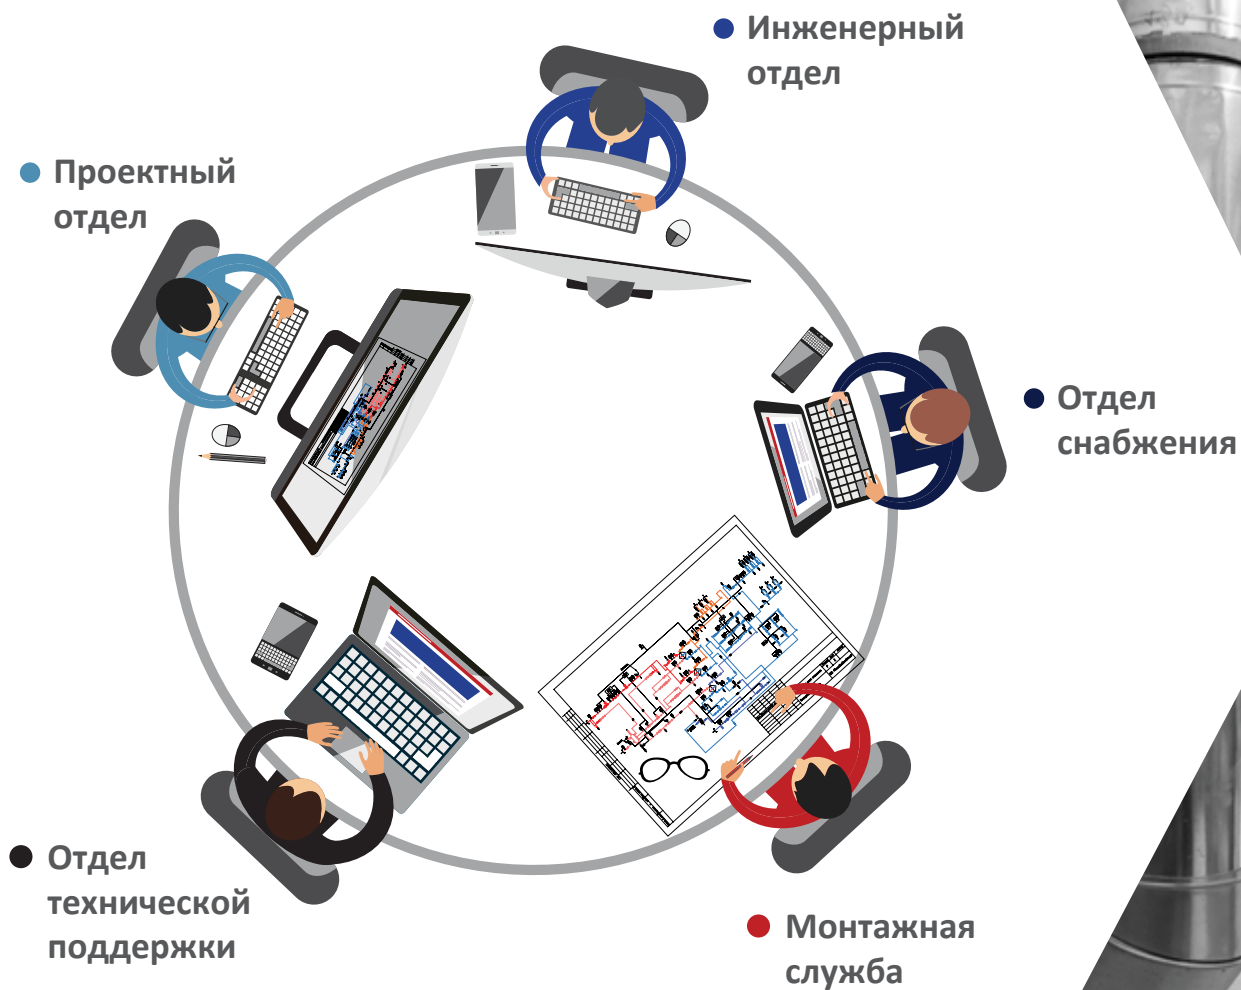 Инженерный
отдел
Проектный
отдел
Отдел
снабжения
Отдел
технической
поддержки
Монтажная
служба